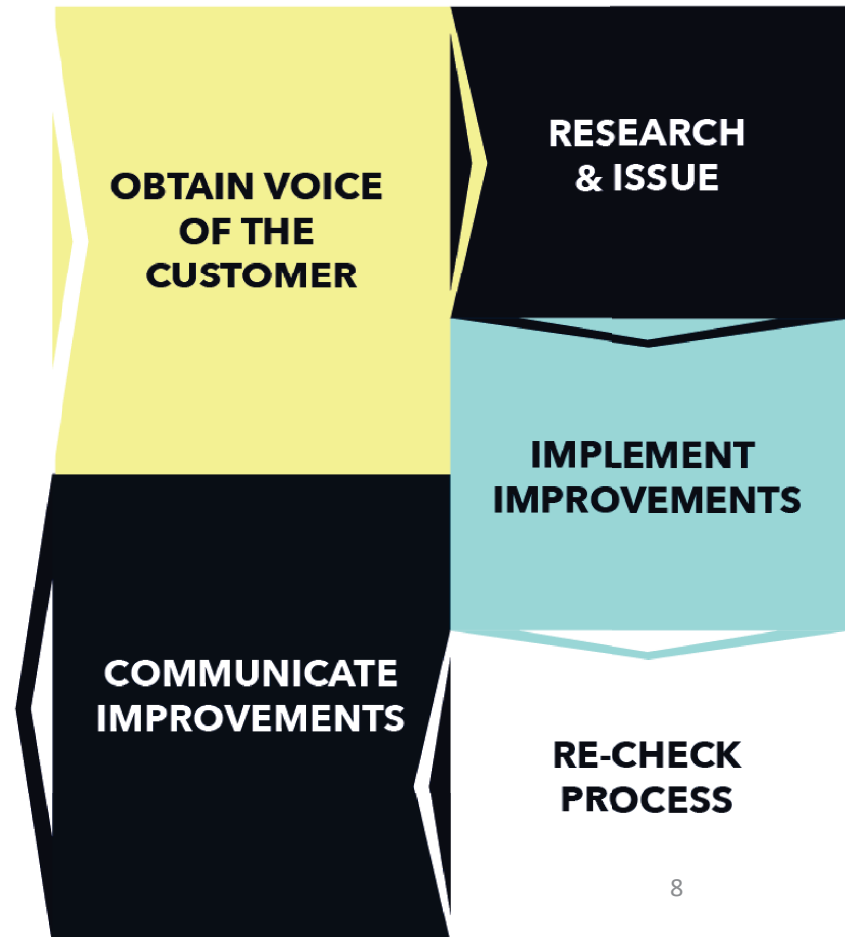 OBTAIN VOICE
OF THE
CUSTOMER
RESEARCH
& ISSUE
IMPLEMENT
IMPROVEMENTS
RE-CHECK
PROCESS
COMMUNICATE
IMPROVEMENTS
8